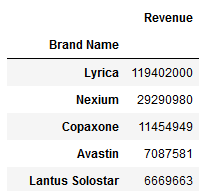 Revenue
Brand Name
Lyrica 119402000
Nexium 29290980
Copaxone 11454949
Avastin 7087581
Lantus Solostar 6669663